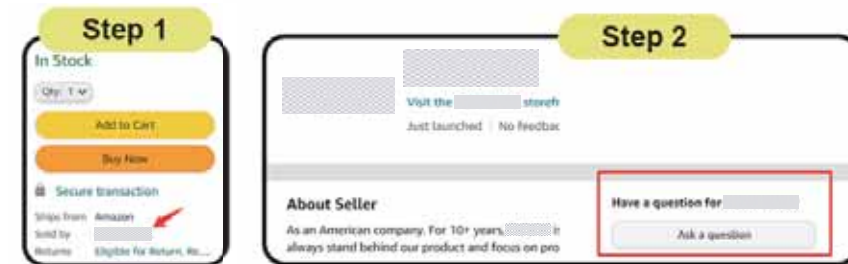 Step 1
In Stock
Qty: 1
Add to Cart
Buy Now
Secure transaction
Ships from Amazon
Sold by
Returns Eligible for Return, Re...
Step 2
Visit the storefr
Just launched | No feedbac
About Seller
As an American company. For 10+ years,
always stand behind our product and focus on pro
Have a question for
Ask a question